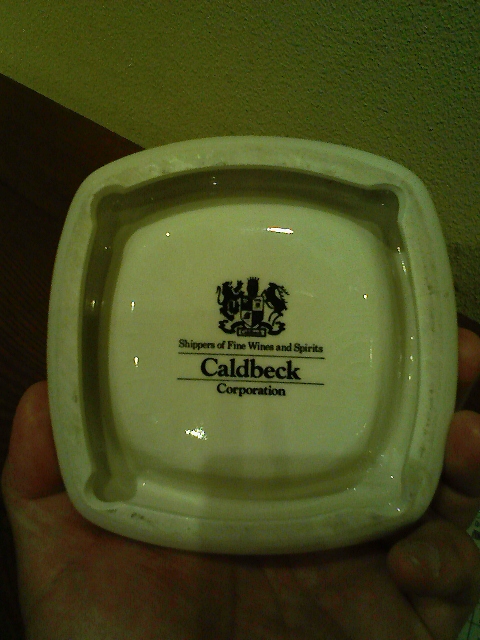 Shippers of Fine Wines and Spirits
Caldbeck
Corporation